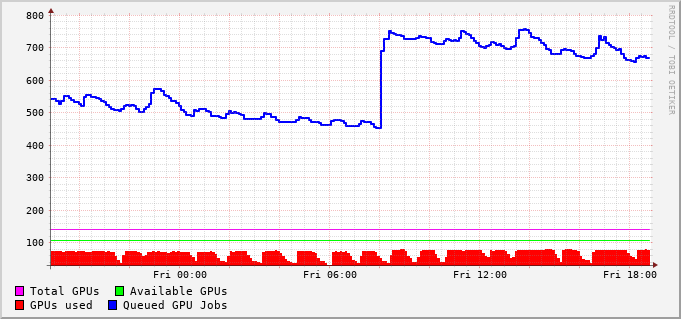 800
700
600
500
400
300
200
100
Fri 00:00 Fri 06:00 Fri 12:00 Fri 18:00
RRDTOOL / TOBI OETIKER
Total GPUs Available GPUs
GPUs used Queued GPU Jobs